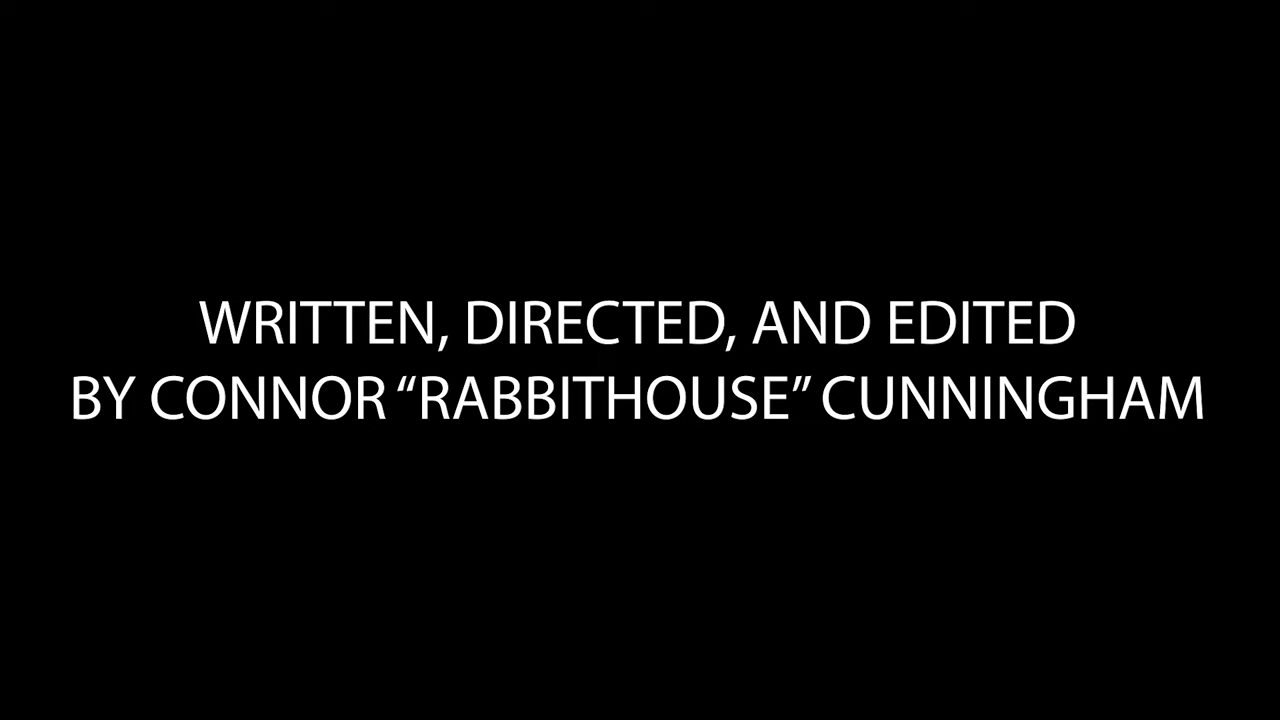 WRITTEN, DIRECTED, AND EDITED
BY CONNOR “RABBITHOUSE” CUNNINGHAM